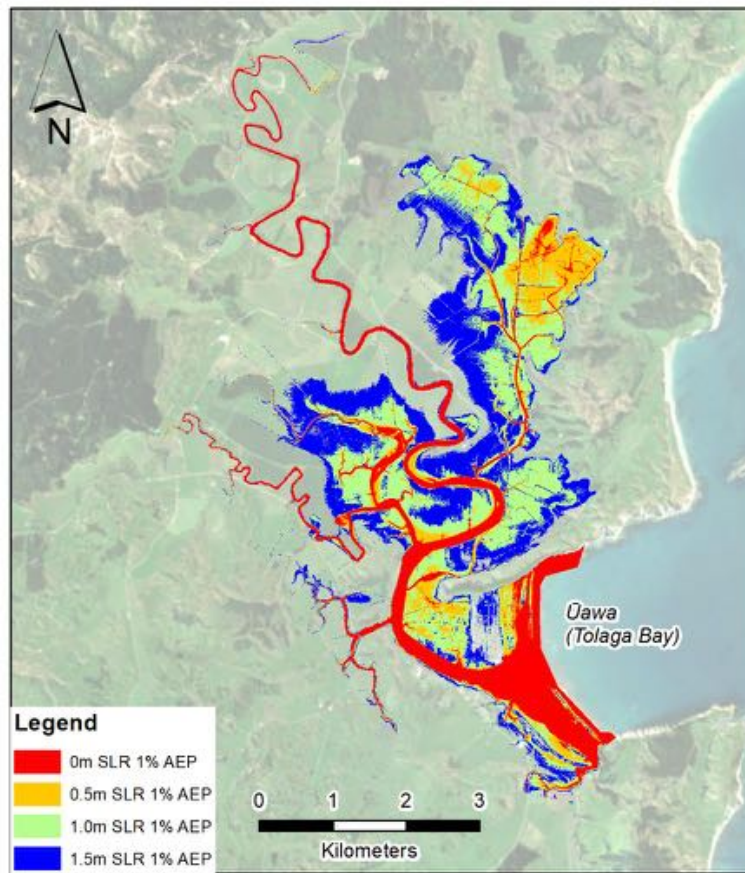 N
Ūawa
(Tolaga Bay)
Legend
0m SLR 1% AEP
0.5m SLR 1% AEP
1.0m SLR 1% AEP
1.5m SLR 1% AEP
0 1 2 3
Kilometers